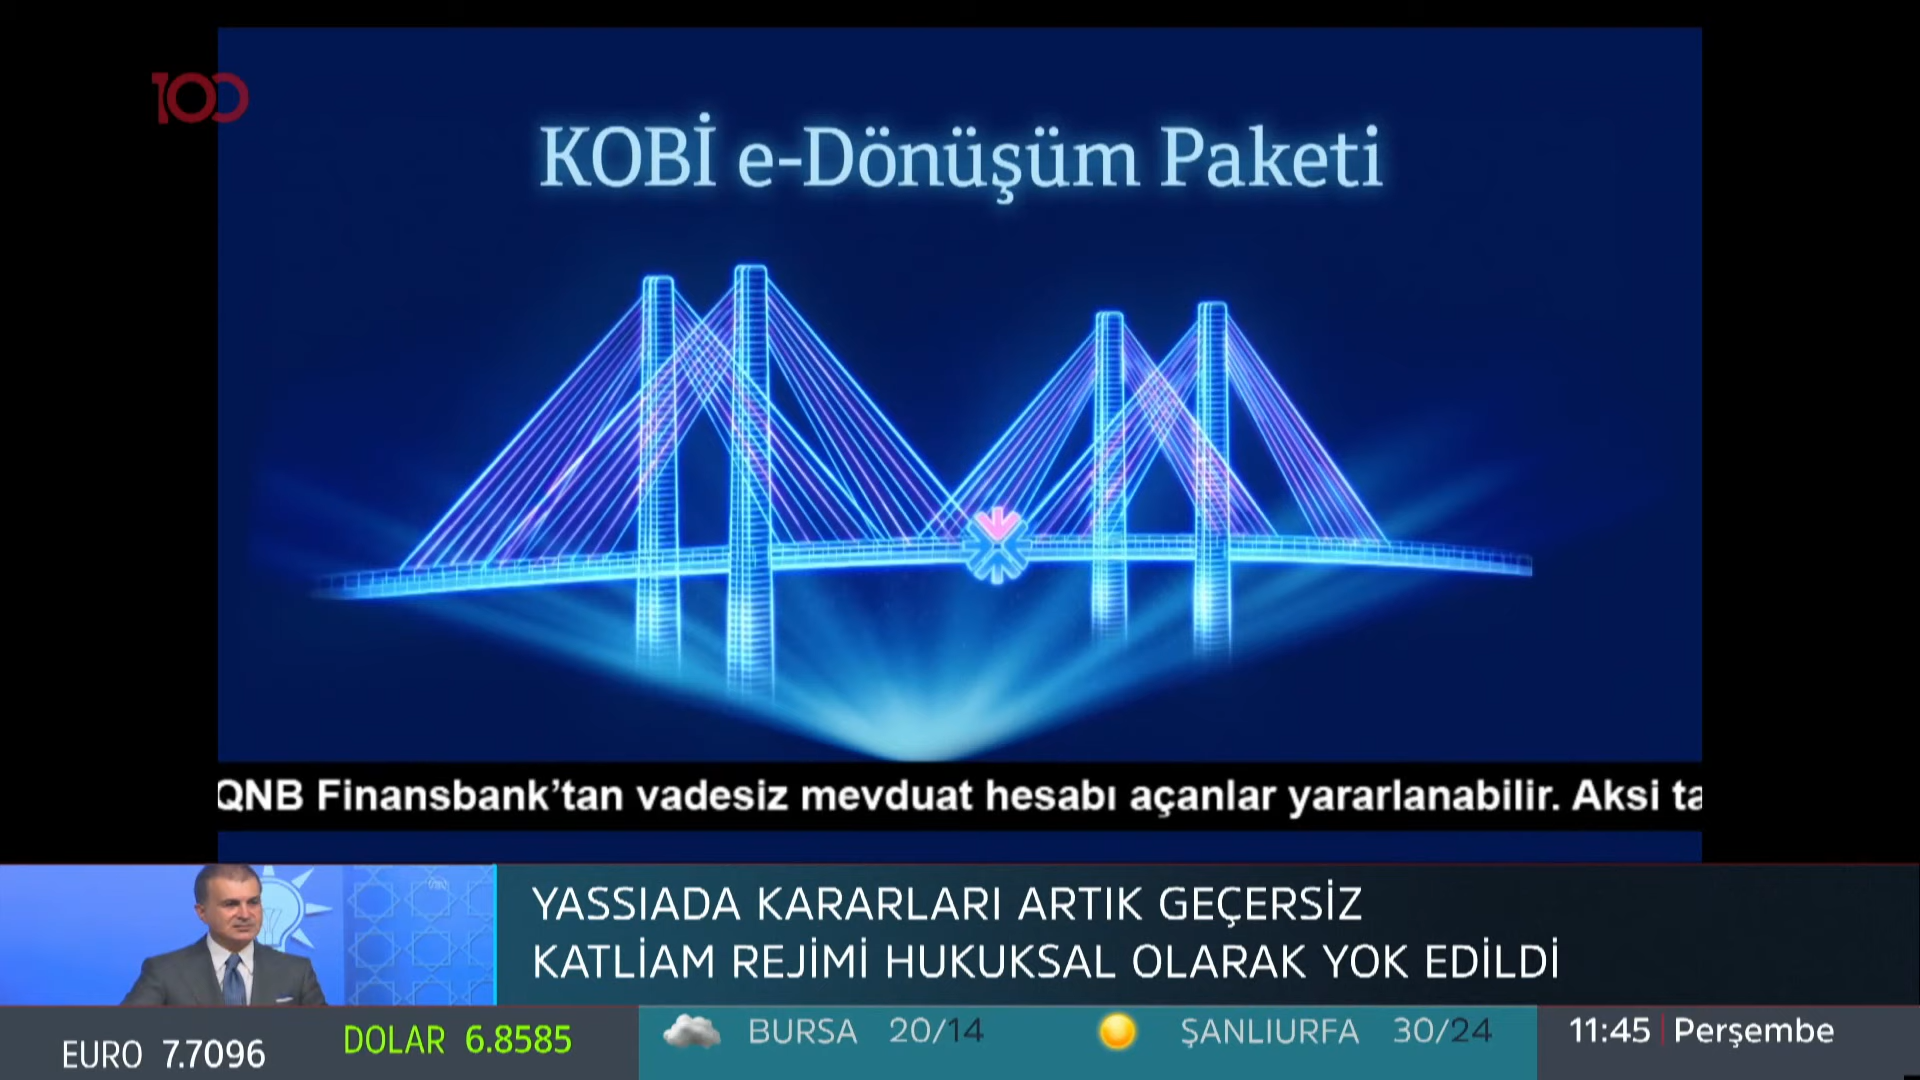 100
KOBİ e-Dönüşüm Paketi
QNB Finansbank’tan vadesiz mevduat hesabı açanlar yararlanabilir. Aksi ta
YASSIADA KARARLARI ARTIK GEÇERSİZ
KATLİAM REJİMİ HUKUKSAL OLARAK YOK EDİLDİ
EURO 7.7096
DOLAR 6.8585
BURSA 20/14
ŞANLIURFA 30/24
11:45 Perşembe